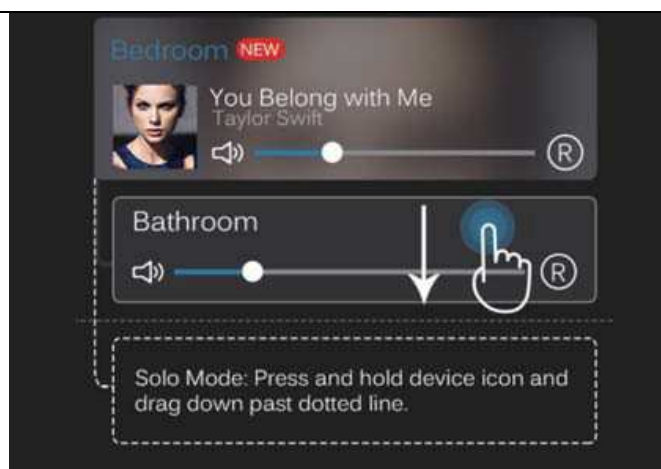 Bedroom NEW
You Belong with Me
Taylor Swift
R
Bathroom
R
Solo Mode: Press and hold device icon and
drag down past dotted line.